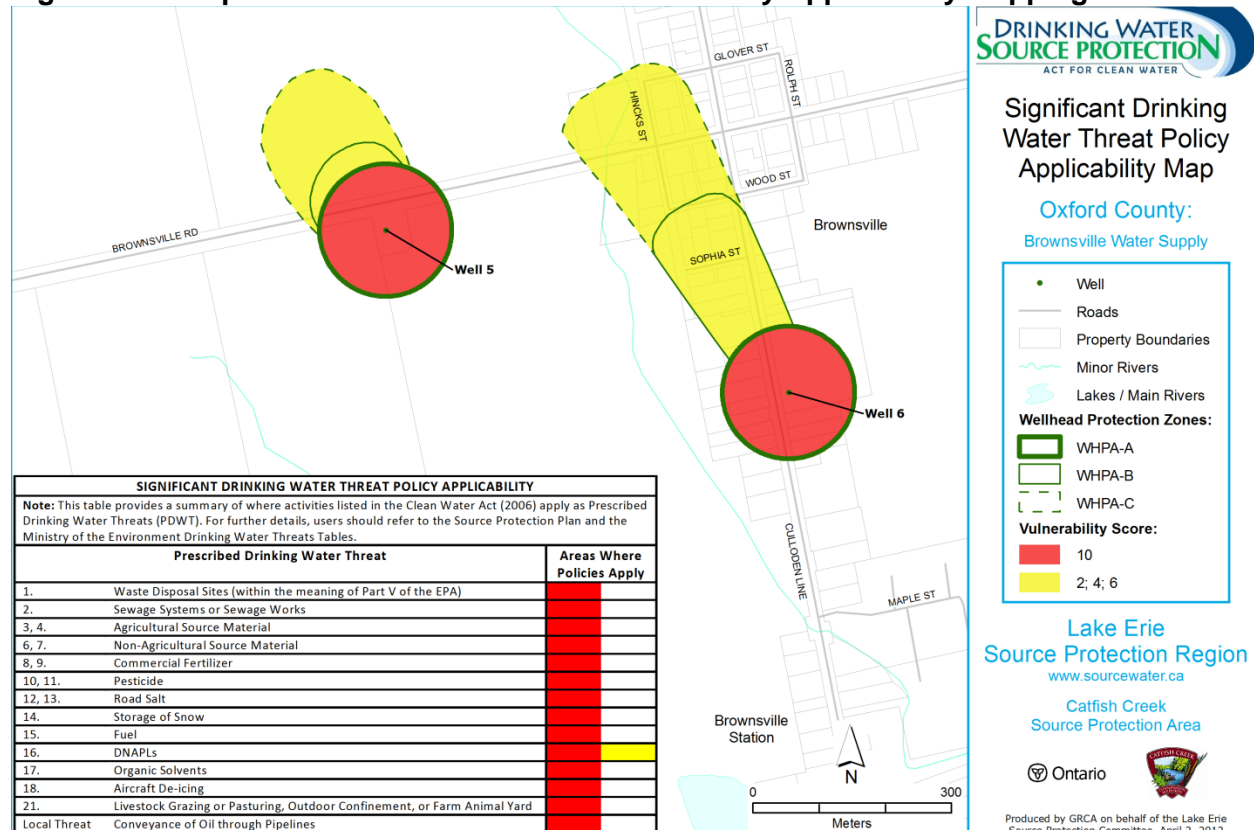 GLOVER ST
ROLPH ST
HINCKS ST
WOOD ST
Brownsville
BROWNSVILLE RD
SOPHIA ST
Well 5
Well 6
CULLODEN LINE
MAPLE ST
Brownsville
Station
N
0 300
Meters
SIGNIFICANT DRINKING WATER THREAT POLICY APPLICABILITY
Note: This table provides a summary of where activities listed in the Clean Water Act (2006) apply as Prescribed
Drinking Water Threats (PDWT). For further details, users should refer to the Source Protection Plan and the
Ministry of the Environment Drinking Water Threats Tables.
Prescribed Drinking Water Threat Areas Where
Policies Apply
1. Waste Disposal Sites (within the meaning of Part V of the EPA)
2. Sewage Systems or Sewage Works
3, 4. Agricultural Source Material
6, 7. Non-Agricultural Source Material
8, 9. Commercial Fertilizer
10, 11. Pesticide
12, 13. Road Salt
14. Storage of Snow
15. Fuel
16. DNAPLs
17. Organic Solvents
18. Aircraft De-icing
21. Livestock Grazing or Pasturing, Outdoor Confinement, or Farm Animal Yard
Local Threat Conveyance of Oil through Pipelines
DRINKING WATER
SOURCE PROTECTION
ACT FOR CLEAN WATER
Significant Drinking
Water Threat Policy
Applicability Map
Oxford County:
Brownsville Water Supply
Well
Roads
Property Boundaries
Minor Rivers
Lakes / Main Rivers
Wellhead Protection Zones:
WHPA-A
WHPA-B
WHPA-C
Vulnerability Score:
10
2; 4; 6
Lake Erie
Source Protection Region
www.sourcewater.ca
Catfish Creek
Source Protection Area
Ontario
CATFISH CREEK
Produced by GRCA on behalf of the Lake Erie
Source Protection Committee, April 2, 2012